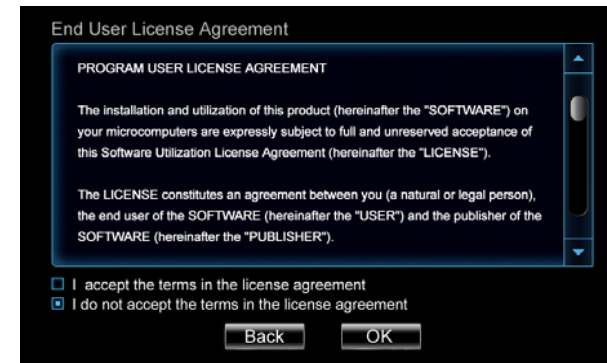 End User License Agreement
PROGRAM USER LICENSE AGREEMENT
The installation and utilization of this product (hereinafter the "SOFTWARE") on
your microcomputers are expressly subject to full and unreserved acceptance of
this Software Utilization License Agreement (hereinafter the "LICENSE").
The LICENSE constitutes an agreement between you (a natural or legal person),
the end user of the SOFTWARE (hereinafter the "USER") and the publisher of the
SOFTWARE (hereinafter the "PUBLISHER").
I accept the terms in the license agreement
I do not accept the terms in the license agreement
Back OK